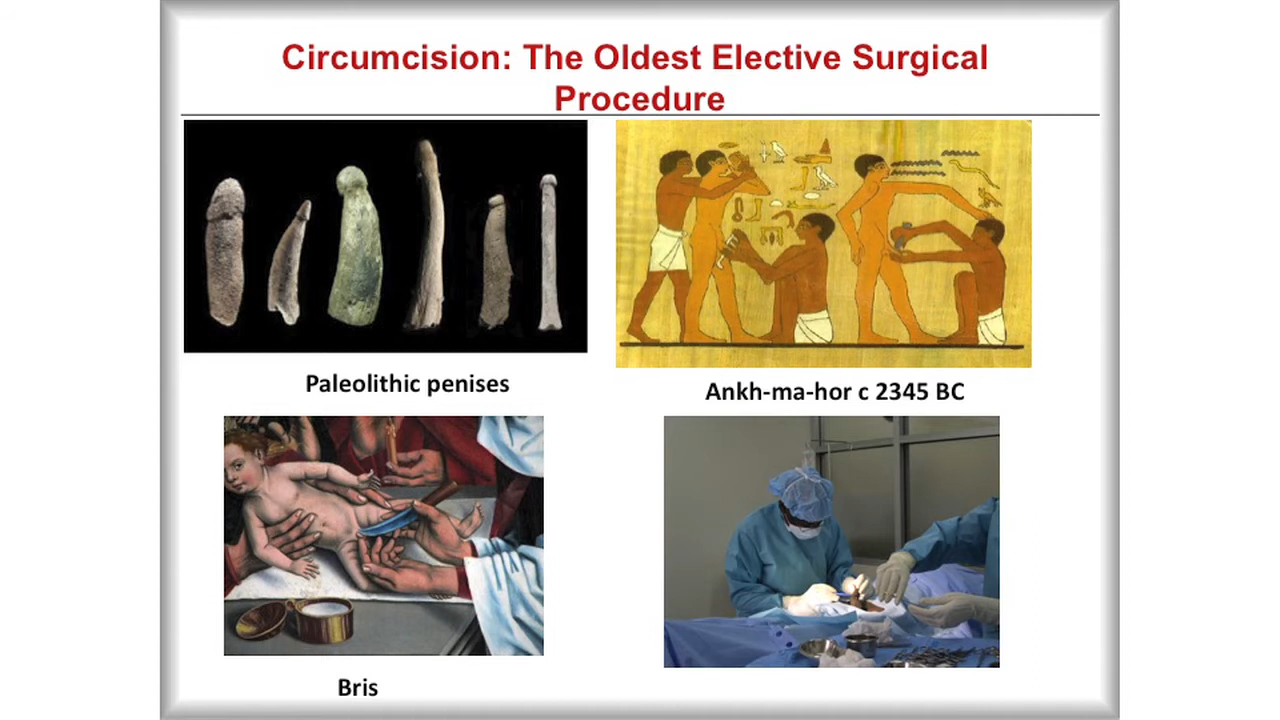 Circumcision: The Oldest Elective Surgical
Procedure
Paleolithic penises
Ankh-ma-hor c 2345 BC
Bris